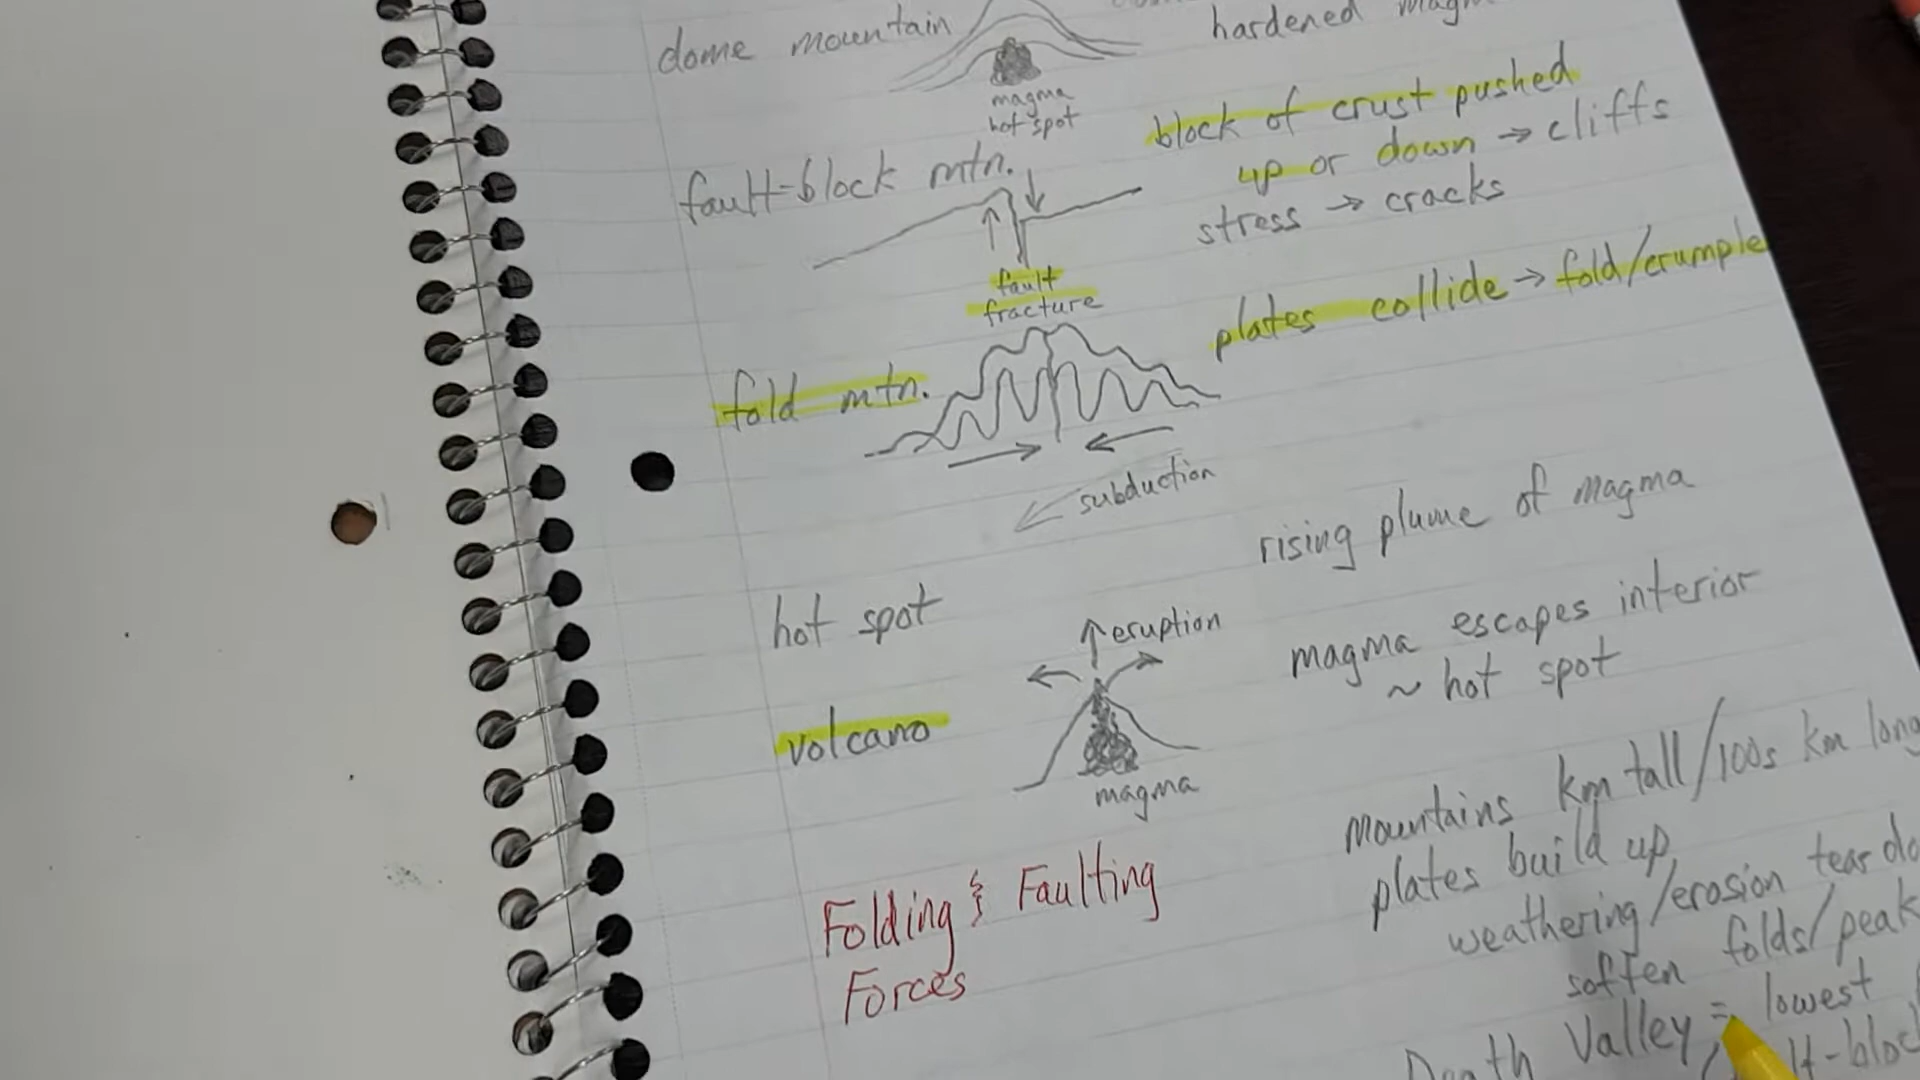 dome mountain
hardened
magma
hot spot
block of crust pushed
up or down → cliffs
fault-block mtn.
stress → cracks
fault
fracture
plates collide → fold/crumple
fold mtn.
subduction
rising plume of magma
hot spot
eruption
magma escapes interior
~ hot spot
volcano
magma
mountains km tall/100s km long
plates build up,
weathering/erosion tear
soften folds/peak
Folding & Faulting
Forces
Death Valley = lowest